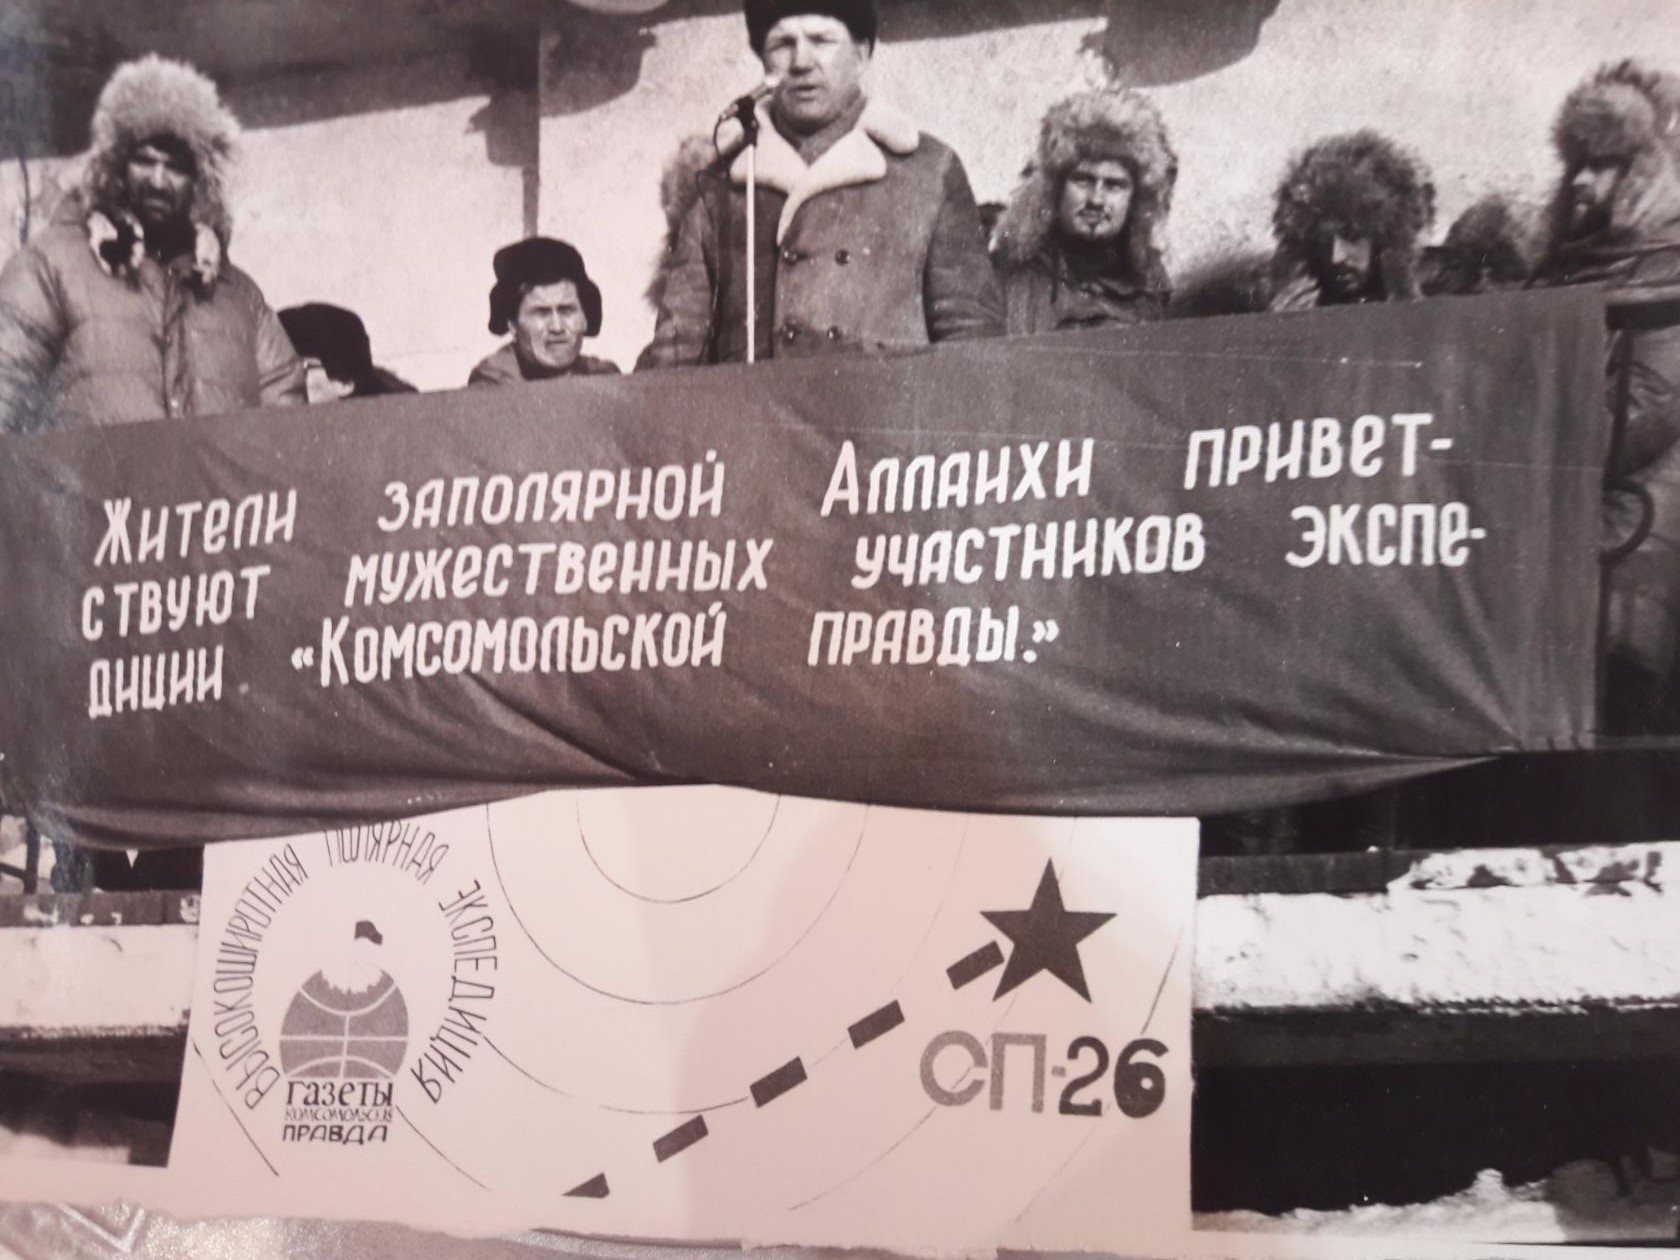 Жители заполярной Аллаихи привет-
ствуют мужественных участников экспе-
диции «Комсомольской правды.»
ВЫСОКОШИРОТНАЯ ПОЛЯРНАЯ ЭКСПЕДИЦИЯ
газеты
КОМСОМОЛЬСКАЯ
ПРАВДА
СП-26